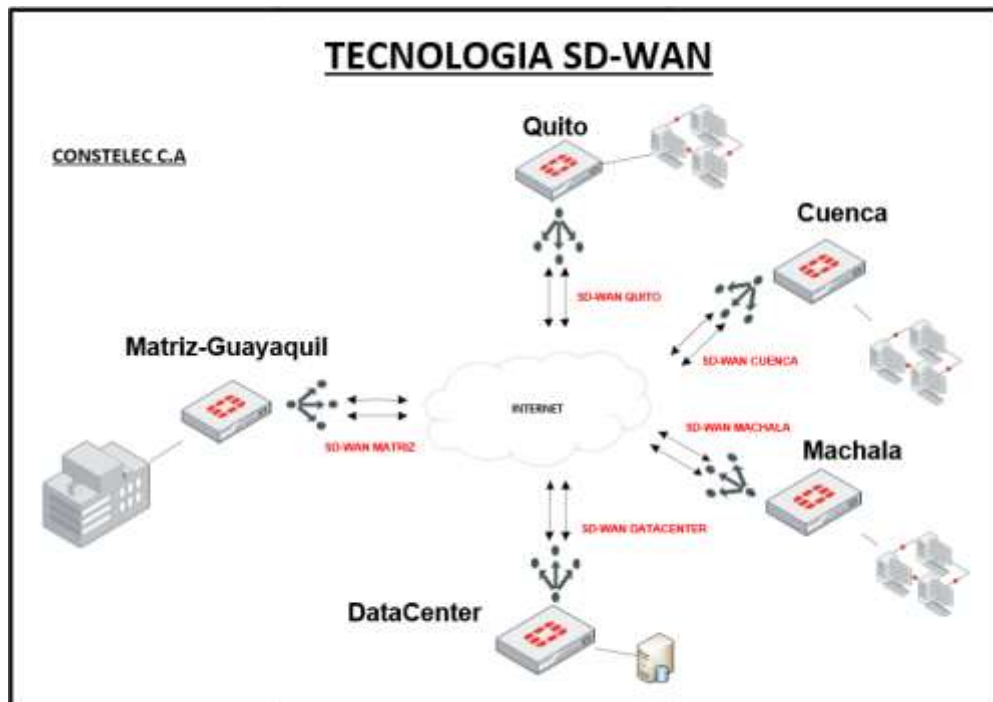 TECNOLOGIA SD-WAN
CONSTELEC C.A
Quito
Cuenca
SD-WAN QUITO
Matriz-Guayaquil
SD-WAN CUENCA
INTERNET
SD-WAN MACHALA
SD-WAN MATRIZ
Machala
SD-WAN DATACENTER
DataCenter